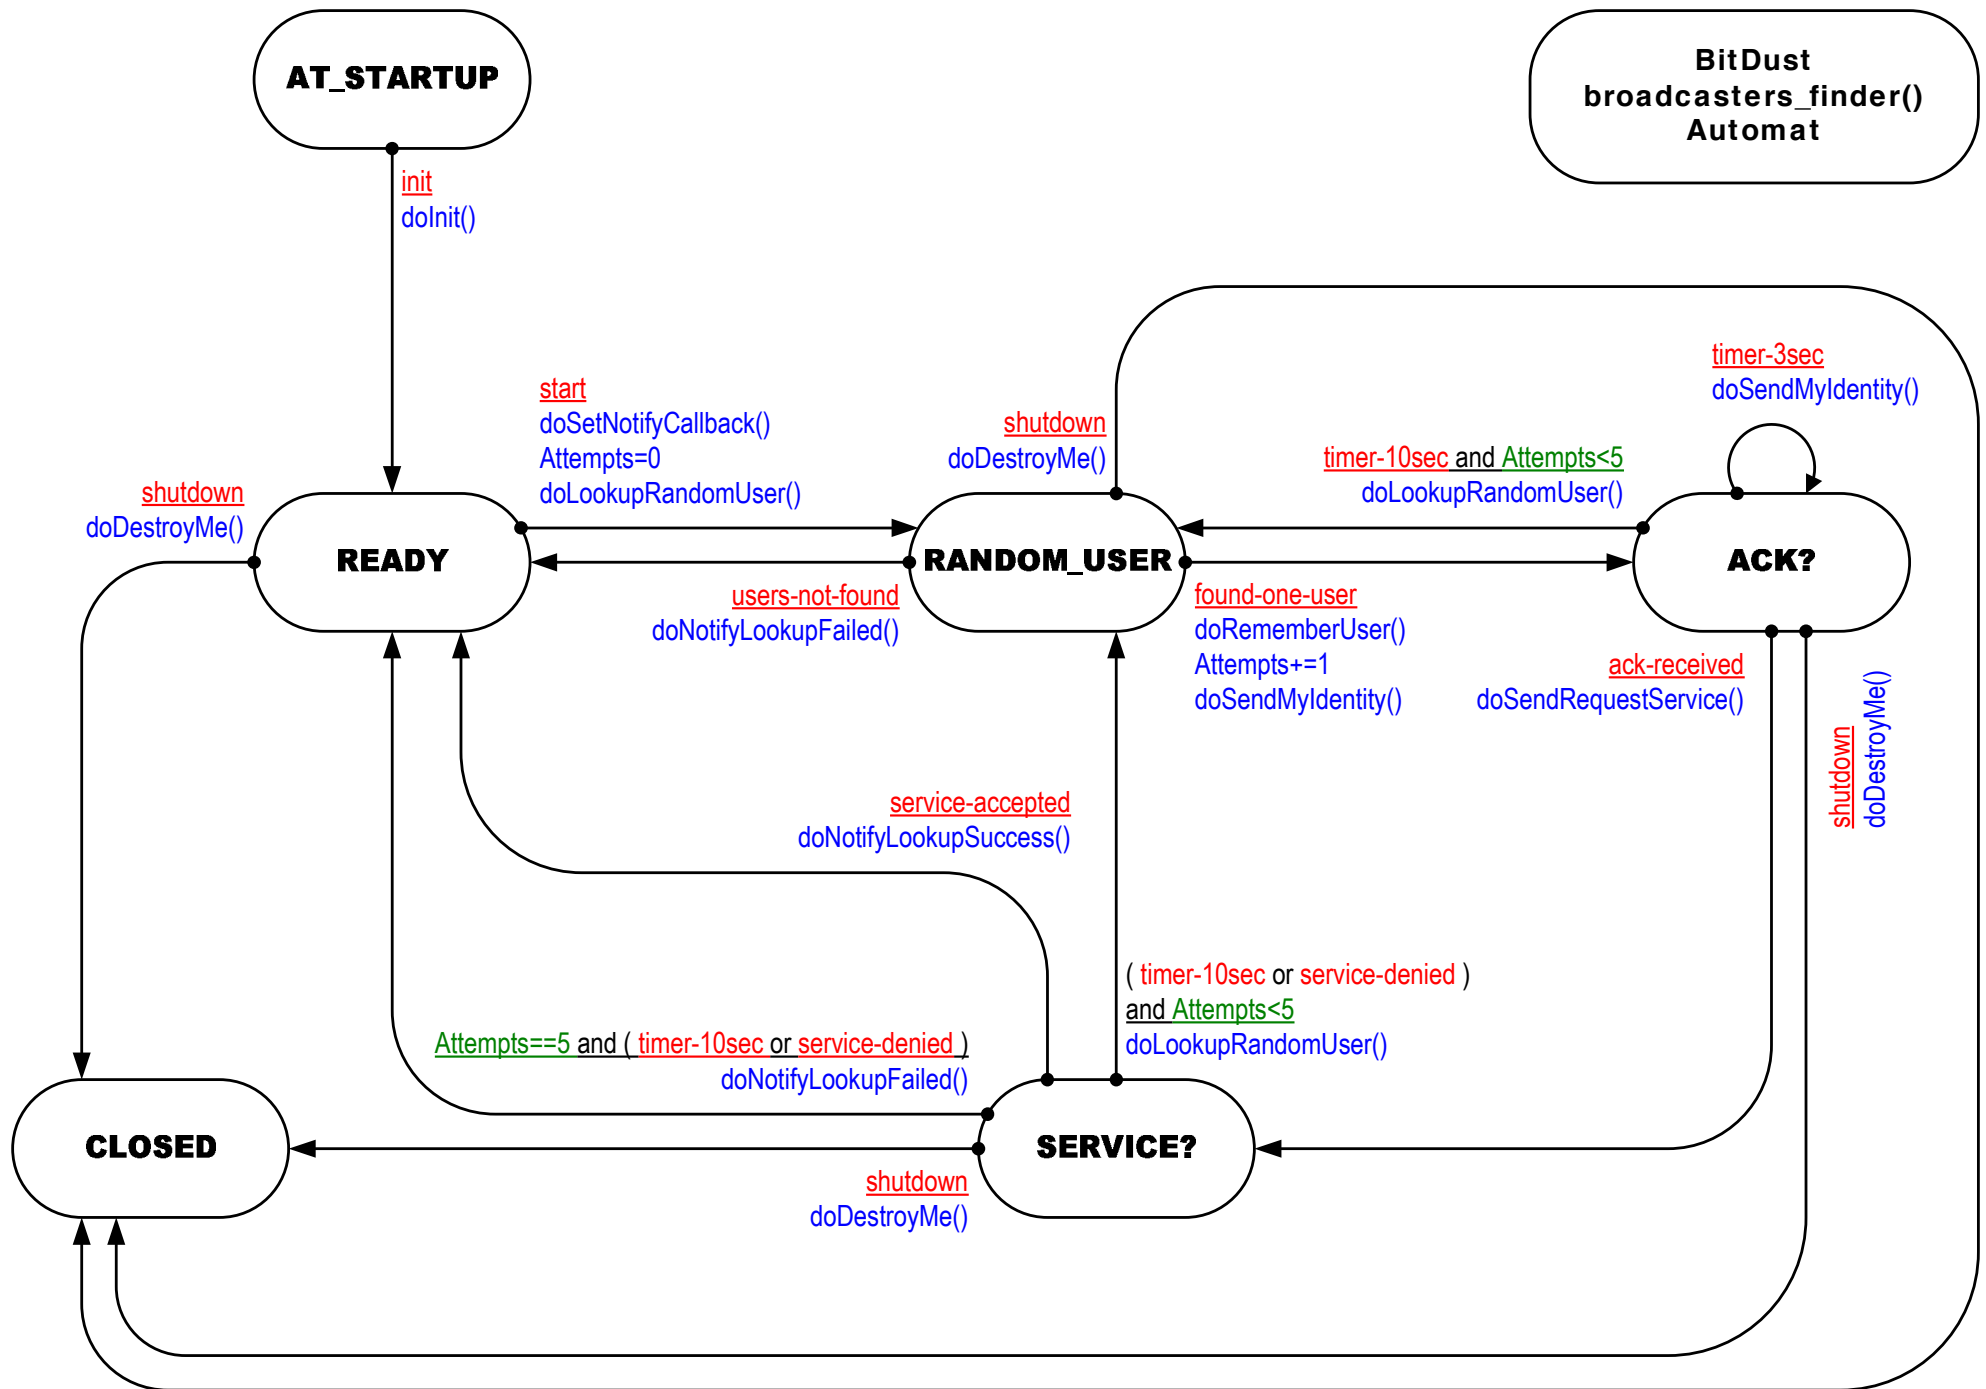 AT_STARTUP
BitDust
broadcasters_finder()
Automat
init
doInit()
start
doSetNotifyCallback()
Attempts=0
doLookupRandomUser()
shutdown
doDestroyMe()
timer-3sec
doSendMyIdentity()
timer-10sec and Attempts<5
doLookupRandomUser()
shutdown
doDestroyMe()
READY
RANDOM_USER
ACK?
users-not-found
doNotifyLookupFailed()
found-one-user
doRememberUser()
Attempts+=1
doSendMyIdentity()
ack-received
doSendRequestService()
shutdown
doDestroyMe()
service-accepted
doNotifyLookupSuccess()
( timer-10sec or service-denied )
and Attempts<5
doLookupRandomUser()
Attempts==5 and ( timer-10sec or service-denied )
doNotifyLookupFailed()
CLOSED
SERVICE?
shutdown
doDestroyMe()